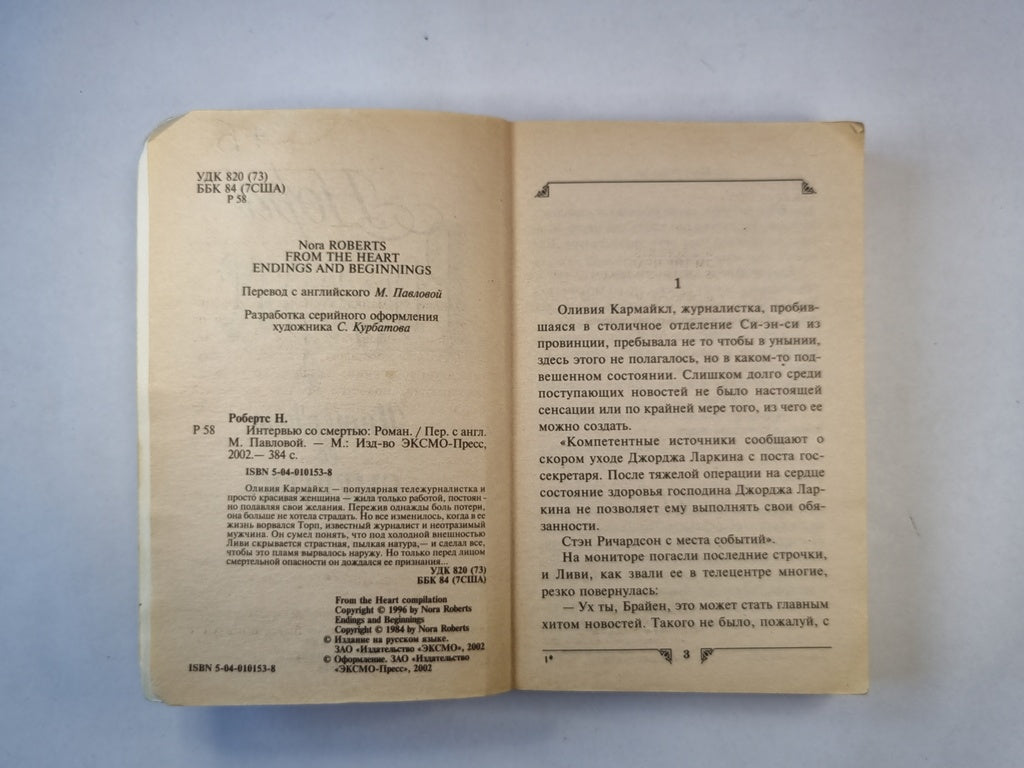 УДК 820 (73)
ББК 84 (7США)
Р 58
Nora ROBERTS
FROM THE HEART
ENDINGS AND BEGINNINGS
Перевод с английского М. Павловой
Разработка серийного оформления
художника С. Курбатова
Робертс Н.
Р 58 Интервью со смертью: Роман. / Пер. с англ.
М. Павловой. — М.: Изд-во ЭКСМО-Пресс,
2002.— 384 с.
ISBN 5-04-010153-8
Оливия Кармайкл — популярная тележурналистка и
просто красивая женщина — жила только работой, постоян-
но подавляя свои желания. Пережив однажды боль потери,
она больше не хотела страдать. Но все изменилось, когда в ее
жизнь ворвался Торп, известный журналист и неотразимый
мужчина. Он сумел понять, что под холодной внешностью
Ливи скрывается страстная, пылкая натура,— и сделал все,
чтобы это пламя вырвалось наружу. Но только перед лицом
смертельной опасности он дождался ее признания...
УДК 820 (73)
ББК 84 (7США)
From the Heart compilation
Copyright © 1996 by Nora Roberts
Endings and Beginnings
Copyright © 1984 by Nora Roberts
© Издание на русском языке.
ЗАО «Издательство «ЭКСМО», 2002
© Оформление. ЗАО «Издательство
«ЭКСМО-Пресс», 2002
ISBN 5-04-010153-8
1
Оливия Кармайкл, журналистка, пробив-
шаяся в столичное отделение Си-эн-си из
провинции, пребывала не то чтобы в унынии,
здесь этого не полагалось, но в каком-то под-
вешенном состоянии. Слишком долго среди
поступающих новостей не было настоящей
сенсации или по крайней мере того, из чего ее
можно создать.
«Компетентные источники сообщают о
скором уходе Джорджа Ларкина с поста гос-
секретаря. После тяжелой операции на сердце
состояние здоровья господина Джорджа Лар-
кина не позволяет ему выполнять свои обя-
занности.
Стэн Ричардсон с места событий».
На мониторе погасли последние строчки,
и Ливи, как звали ее в телецентре многие,
резко повернулась:
— Ух ты, Брайен, это может стать главным
хитом новостей. Такого не было, пожалуй, с
1* 3